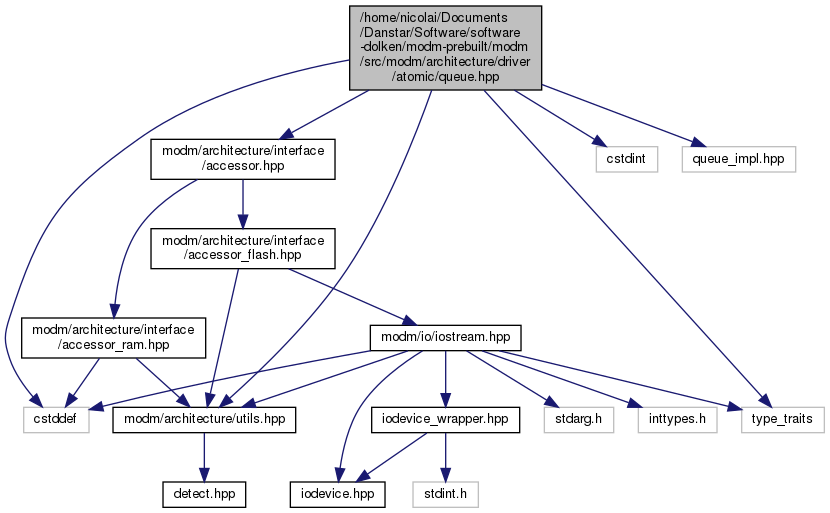 /home/nicolai/Documents
/Danstar/Software/software
-dolken/modm-prebuilt/modm
/src/modm/architecture/driver
/atomic/queue.hpp
modm/architecture/interface
/accessor.hpp
cstdint
queue_impl.hpp
modm/architecture/interface
/accessor_flash.hpp
modm/architecture/interface
/accessor_ram.hpp
modm/io/iostream.hpp
cstddef
modm/architecture/utils.hpp
iodevice_wrapper.hpp
stdarg.h
inttypes.h
type_traits
detect.hpp
iodevice.hpp
stdint.h